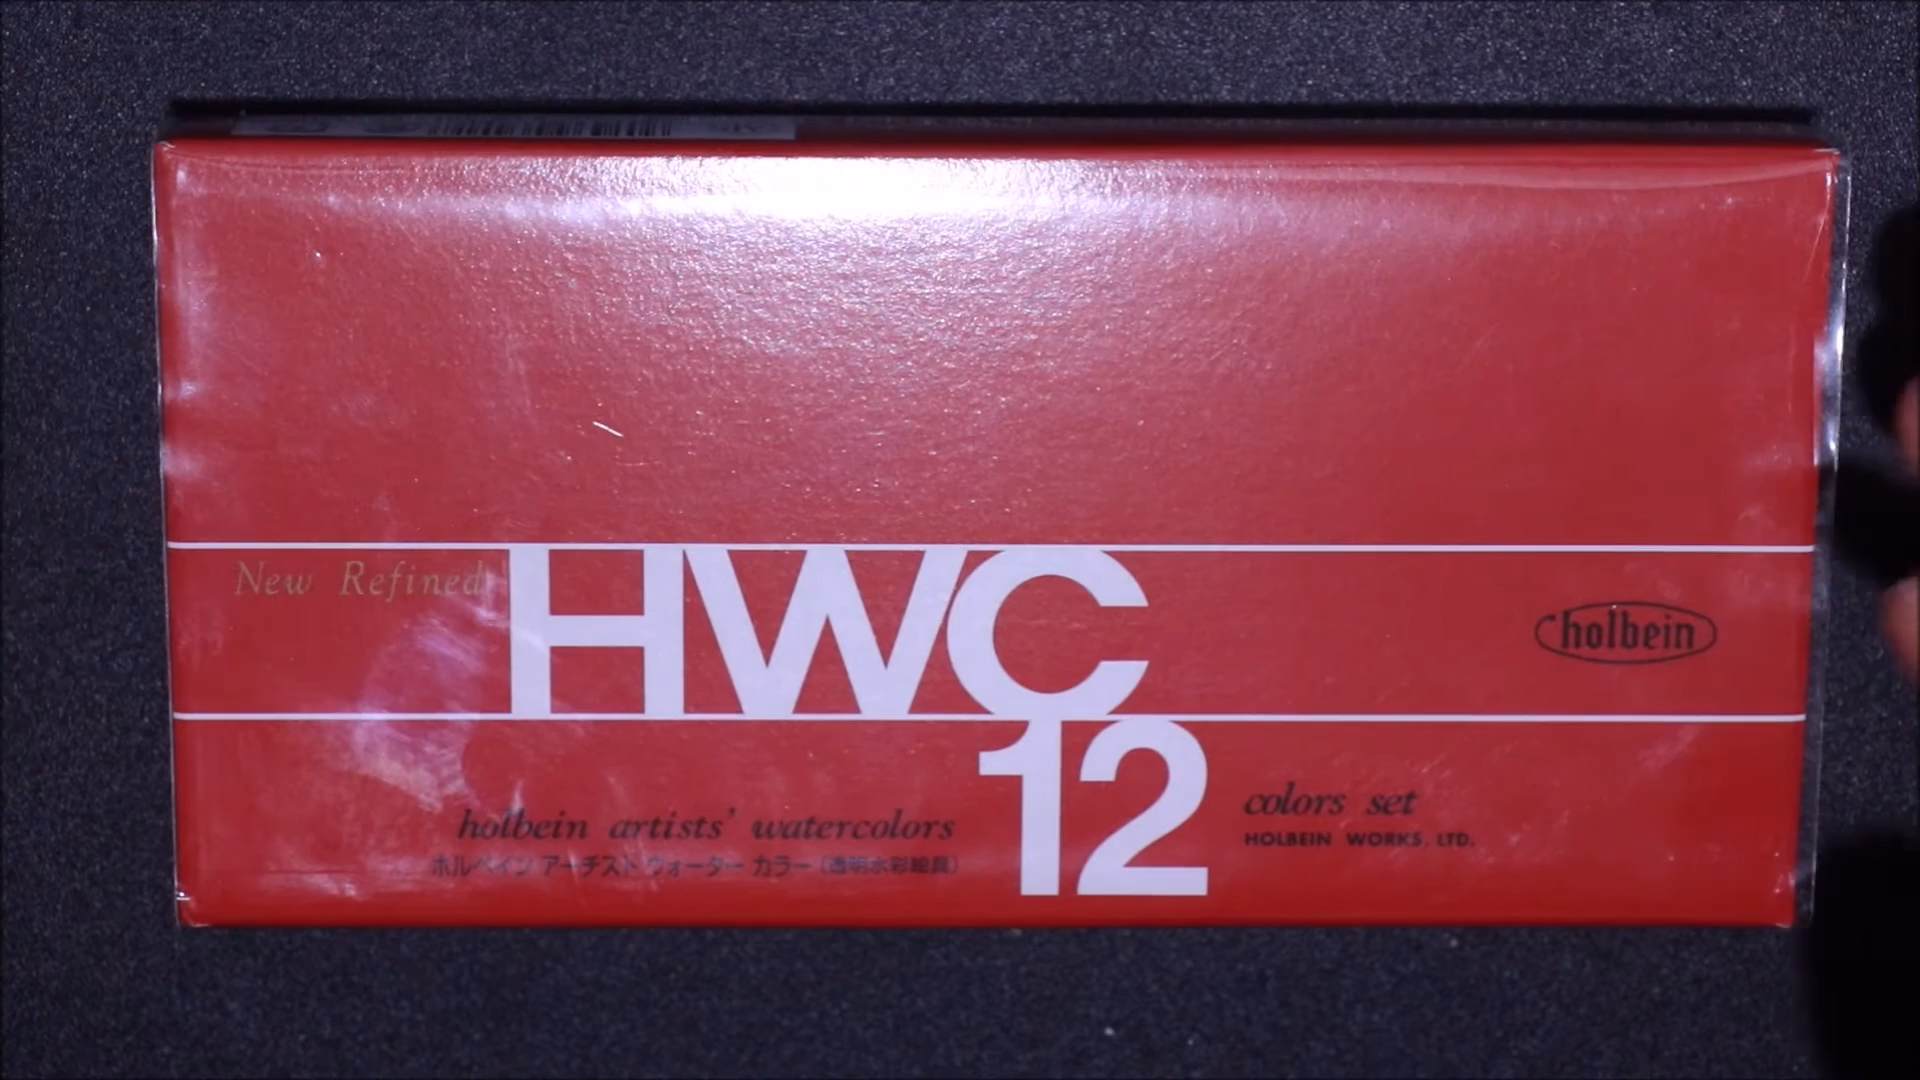 New Refined
HWC
holbein
12
holbein artists' watercolors
ホルベイン アーチスト ウォーター カラー (透明水彩絵具)
colors set
HOLBEIN WORKS, LTD.